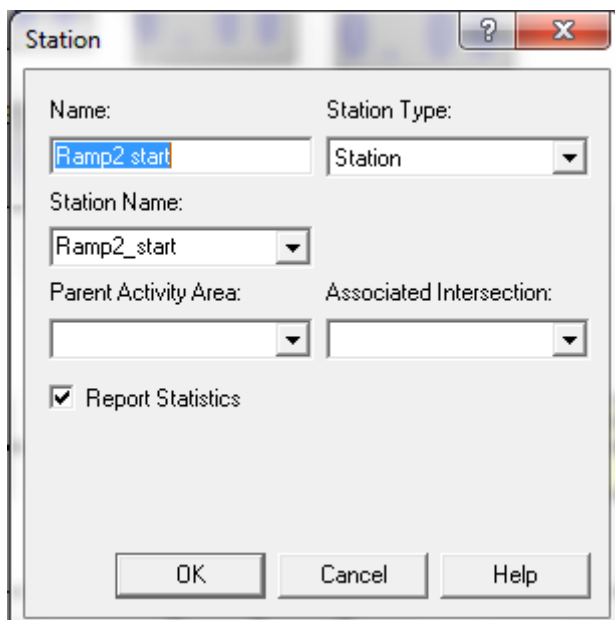 Station
?
Name: Station Type:
Ramp2 start Station
Station Name:
Ramp2_start
Parent Activity Area: Associated Intersection:
Report Statistics
OK Cancel Help